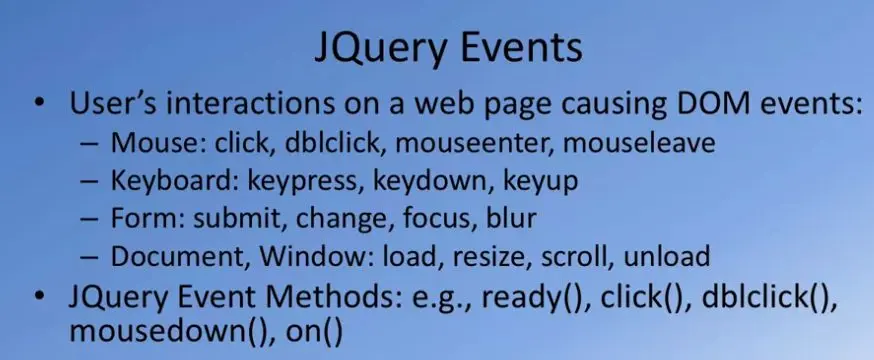 JQuery Events
• User's interactions on a web page causing DOM events:
– Mouse: click, dblclick, mouseenter, mouseleave
– Keyboard: keypress, keydown, keyup
– Form: submit, change, focus, blur
– Document, Window: load, resize, scroll, unload
• JQuery Event Methods: e.g., ready(), click(), dblclick(),
mousedown(), on()